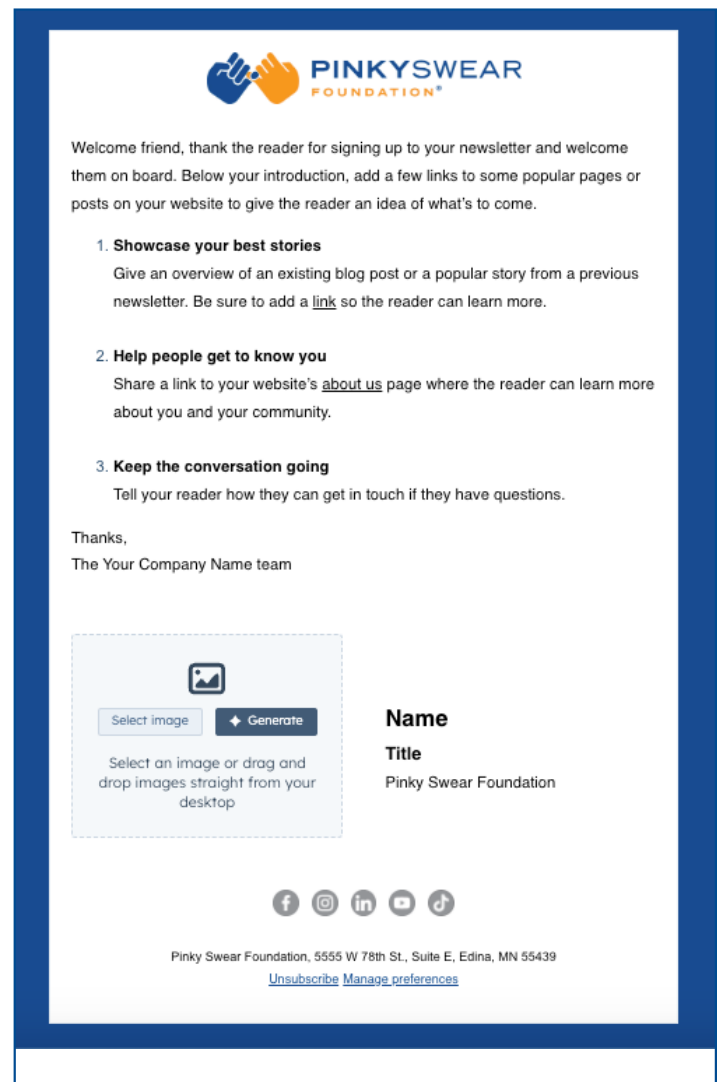 PINKYSWEAR
FOUNDATION®
Welcome friend, thank the reader for signing up to your newsletter and welcome
them on board. Below your introduction, add a few links to some popular pages or
posts on your website to give the reader an idea of what's to come.
1. Showcase your best stories
Give an overview of an existing blog post or a popular story from a previous
newsletter. Be sure to add a link so the reader can learn more.
2. Help people get to know you
Share a link to your website's about us page where the reader can learn more
about you and your community.
3. Keep the conversation going
Tell your reader how they can get in touch if they have questions.
Thanks,
The Your Company Name team
Select image Generate
Select an image or drag and
drop images straight from your
desktop
Name
Title
Pinky Swear Foundation
Pinky Swear Foundation, 5555 W 78th St., Suite E, Edina, MN 55439
Unsubscribe Manage preferences